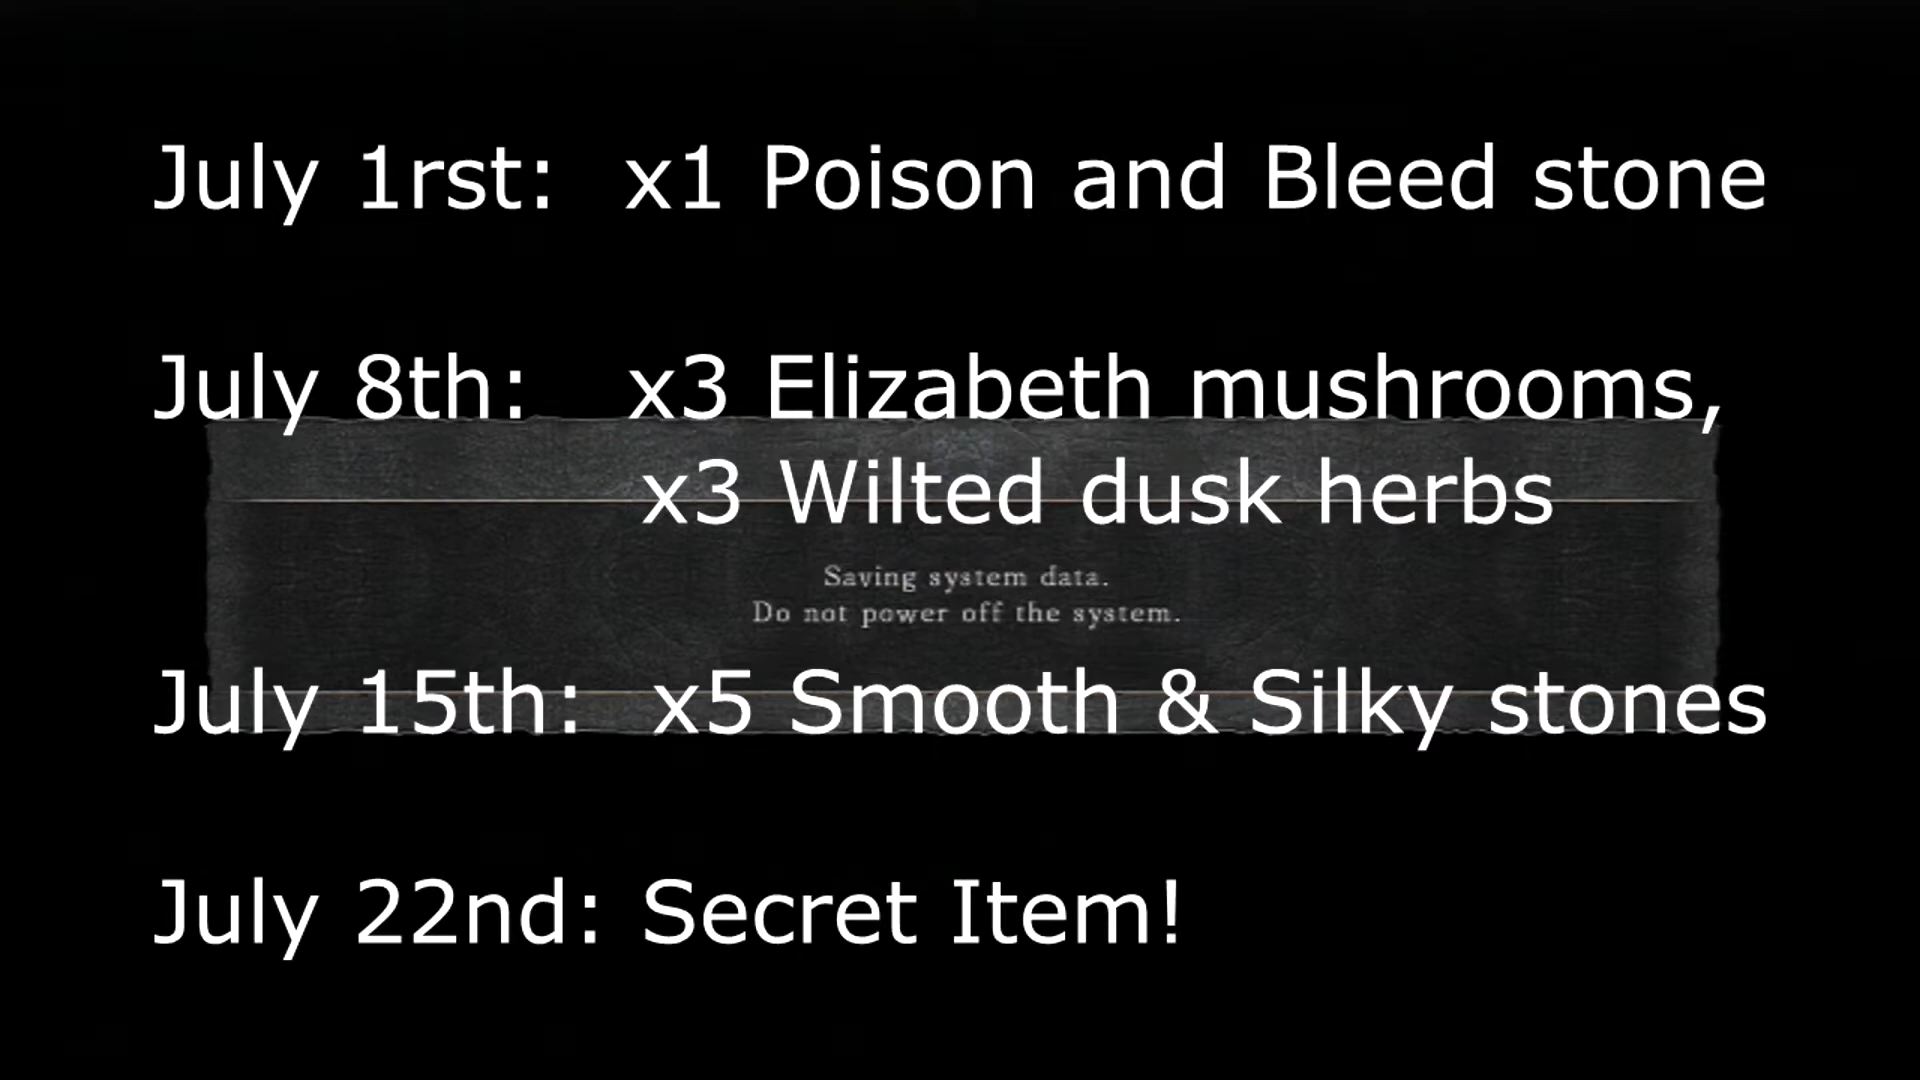 July 1rst: x1 Poison and Bleed stone
July 8th: x3 Elizabeth mushrooms,
x3 Wilted dusk herbs
Saving system data.
Do not power off the system.
July 15th: x5 Smooth & Silky stones
July 22nd: Secret Item!